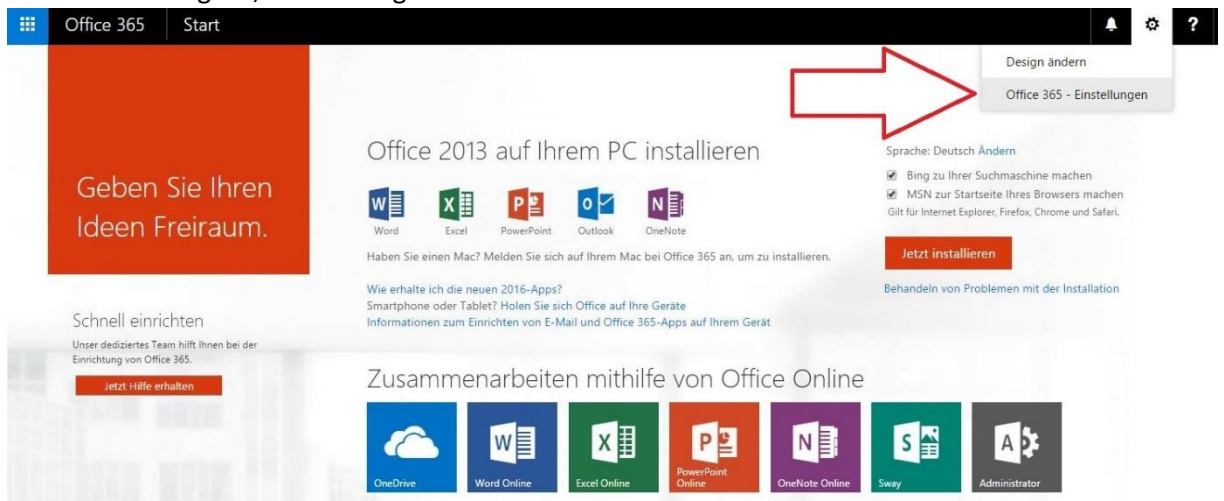 Office 365 Start
Design ändern
Office 365 - Einstellungen
Geben Sie Ihren
Ideen Freiraum.
Schnell einrichten
Unser dediziertes Team hilft Ihnen bei der
Einrichtung von Office 365.
Jetzt Hilfe erhalten
Office 2013 auf Ihrem PC installieren
Word Excel PowerPoint Outlook OneNote
Haben Sie einen Mac? Melden Sie sich auf Ihrem Mac bei Office 365 an, um zu installieren.
Wie erhalte ich die neuen 2016-Apps?
Smartphone oder Tablet? Holen Sie sich Office auf Ihre Geräte
Informationen zum Einrichten von E-Mail und Office 365-Apps auf Ihrem Gerät
Sprache: Deutsch Ändern
Bing zu Ihrer Suchmaschine machen
MSN zur Startseite Ihres Browsers machen
Gilt für Internet Explorer, Firefox, Chrome und Safari.
Jetzt installieren
Behandeln von Problemen mit der Installation
Zusammenarbeiten mithilfe von Office Online
OneDrive Word Online Excel Online PowerPoint Online OneNote Online Sway Administrator